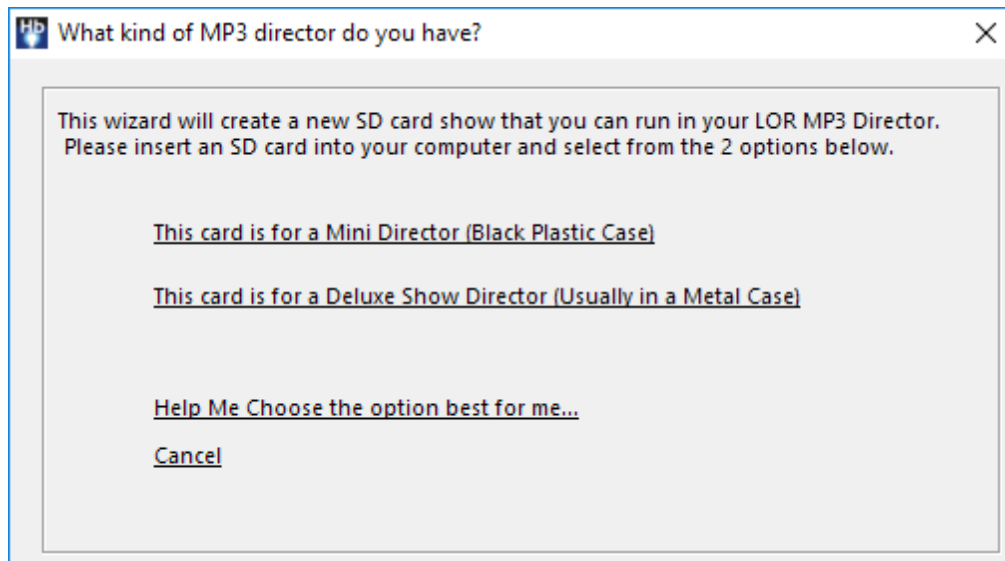 Hb
What kind of MP3 director do you have?
This wizard will create a new SD card show that you can run in your LOR MP3 Director.
Please insert an SD card into your computer and select from the 2 options below.
This card is for a Mini Director (Black Plastic Case)
This card is for a Deluxe Show Director (Usually in a Metal Case)
Help Me Choose the option best for me...
Cancel